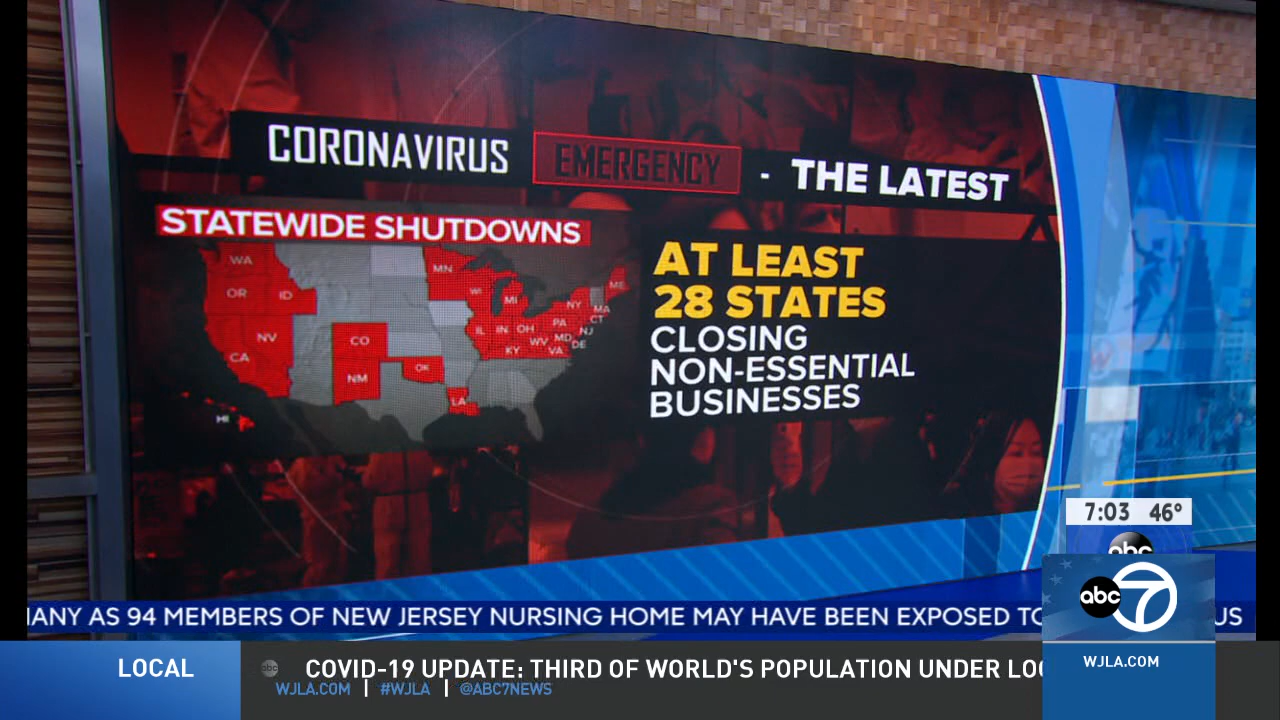 CORONAVIRUS EMERGENCY - THE LATEST
STATEWIDE SHUTDOWNS
WA
MN
OR
ID
WI
MI
ME
NY
MA
CT
NV
IL
IN
OH
PA
NJ
CO
WV
MD
DE
CA
KY
VA
NM
OK
LA
HI
AT LEAST
28 STATES
CLOSING
NON-ESSENTIAL
BUSINESSES
7:03 46°
abc
abc 7
MANY AS 94 MEMBERS OF NEW JERSEY NURSING HOME MAY HAVE BEEN EXPOSED TO US
WJLA.COM
LOCAL
abc COVID-19 UPDATE: THIRD OF WORLD'S POPULATION UNDER LOC
WJLA.COM | #WJLA | @ABC7NEWS